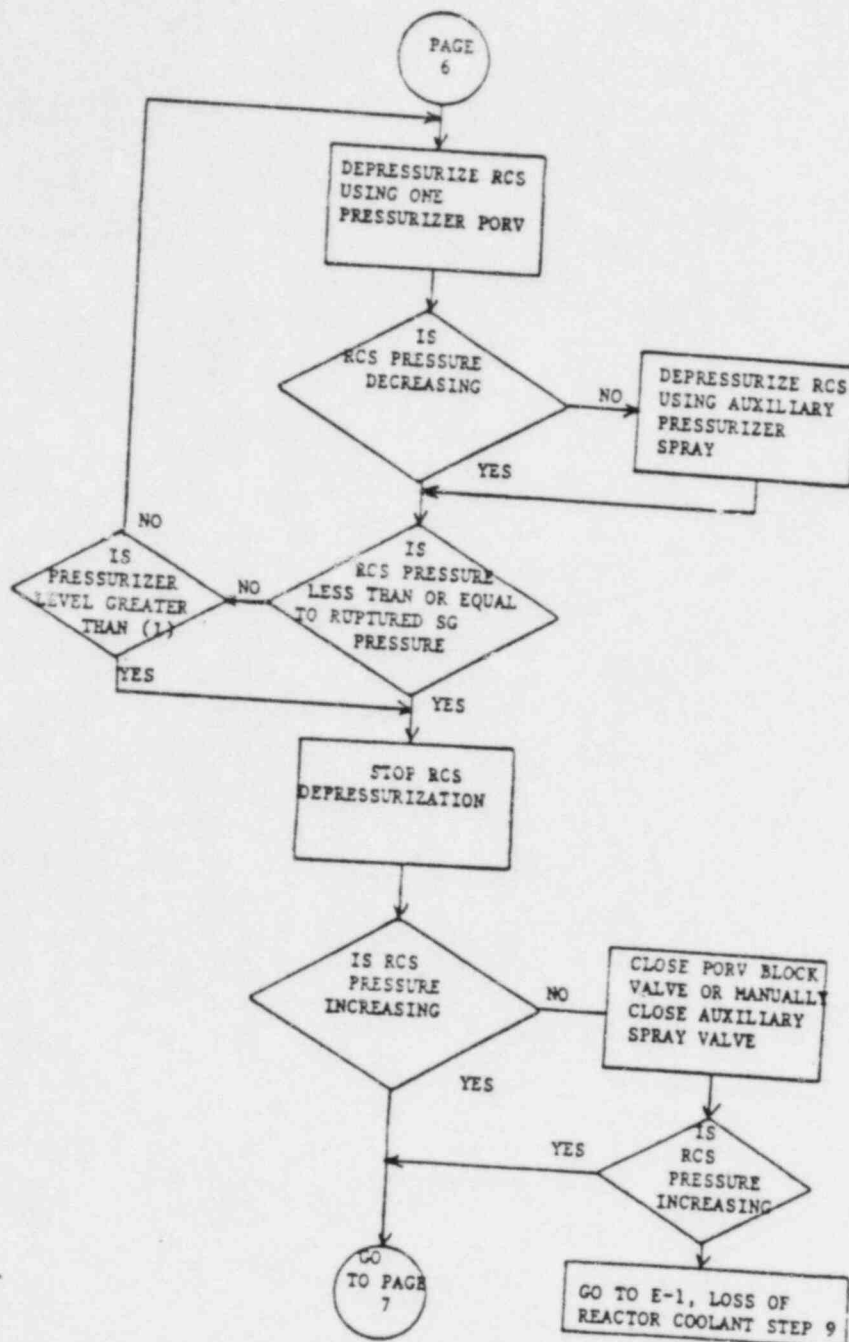 PAGE
6
DEPRESSURIZE RCS
USING ONE
PRESSURIZER PORV
IS
RCS PRESSURE
DECREASING
NO
DEPRESSURIZE RCS
USING AUXILIARY
PRESSURIZER
SPRAY
YES
IS
RCS PRESSURE
LESS THAN OR EQUAL
TO RUPTURED SG
PRESSURE
NO
IS
PRESSURIZER
LEVEL GREATER
THAN (1)
NO
YES
YES
STOP RCS
DEPRESSURIZATION
IS RCS
PRESSURE
INCREASING
NO
CLOSE PORV BLOCK
VALVE OR MANUALLY
CLOSE AUXILIARY
SPRAY VALVE
YES
IS
RCS
PRESSURE
INCREASING
YES
GO
TO PAGE
7
GO TO E-1, LOSS OF
REACTOR COOLANT STEP 9